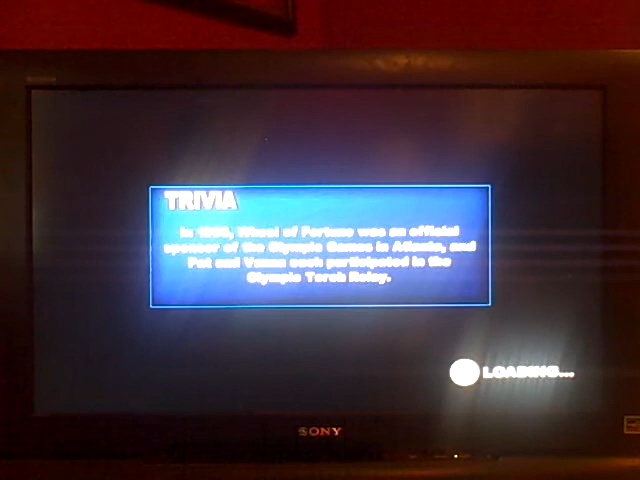 TRIVIA
In 1996, Wheel of Fortune was an official
sponsor of the Olympic Games in Atlanta, and
Pat and Vanna each participated in the
Olympic Torch Relay.
LOADING...
SONY